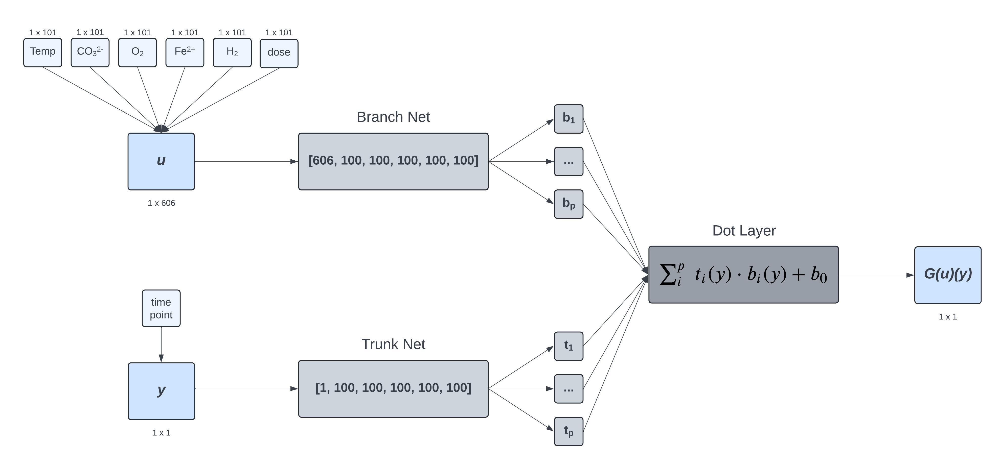 1 x 101 1 x 101 1 x 101 1 x 101 1 x 101 1 x 101
Temp CO₃²⁻ O₂ Fe²⁺ H₂ dose
Branch Net
b₁
u
[606, 100, 100, 100, 100, 100]
...
1 x 606
bₚ
Dot Layer
∑ᵢᵖ tᵢ(y) · bᵢ(y) + b₀
G(u)(y)
1 x 1
time
point
Trunk Net
t₁
y
[1, 100, 100, 100, 100, 100]
...
1 x 1
tₚ